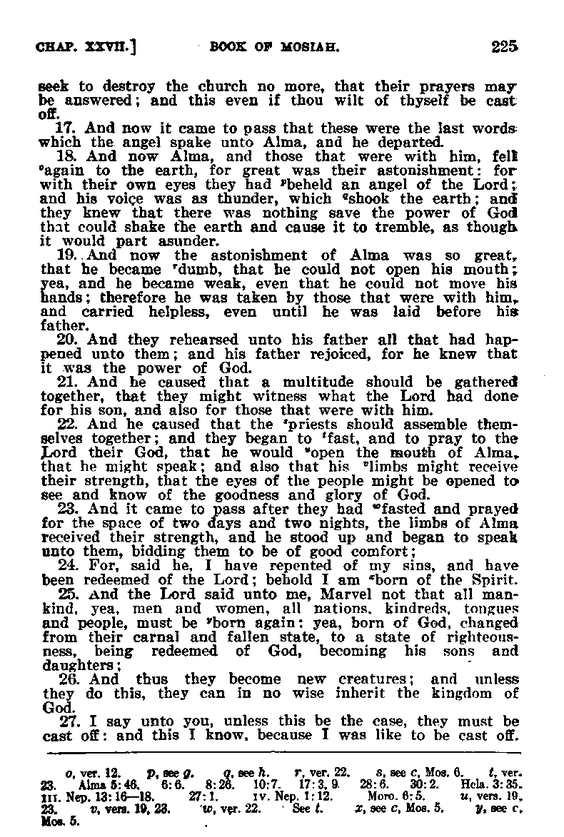 CHAP. XXVII.] BOOK OF MOSIAH. 225
seek to destroy the church no more, that their prayers may
be answered; and this even if thou wilt of thyself be cast
off.
17. And now it came to pass that these were the last words
which the angel spake unto Alma, and he departed.
18. And now Alma, and those that were with him, fell
ᵒagain to the earth, for great was their astonishment: for
with their own eyes they had ᵖbeheld an angel of the Lord;
and his voice was as thunder, which qshook the earth; and
they knew that there was nothing save the power of God
that could shake the earth and cause it to tremble, as though
it would part asunder.
19. And now the astonishment of Alma was so great,
that he became ʳdumb, that he could not open his mouth;
yea, and he became weak, even that he could not move his
hands; therefore he was taken by those that were with him,
and carried helpless, even until he was laid before his
father.
20. And they rehearsed unto his father all that had hap-
pened unto them; and his father rejoiced, for he knew that
it was the power of God.
21. And he caused that a multitude should be gathered
together, that they might witness what the Lord had done
for his son, and also for those that were with him.
22. And he caused that the ˢpriests should assemble them-
selves together; and they began to ᵗfast, and to pray to the
Lord their God, that he would ᵘopen the mouth of Alma,
that he might speak; and also that his ᵛlimbs might receive
their strength, that the eyes of the people might be opened to
see and know of the goodness and glory of God.
23. And it came to pass after they had ʷfasted and prayed
for the space of two days and two nights, the limbs of Alma
received their strength, and he stood up and began to speak
unto them, bidding them to be of good comfort;
24. For, said he, I have repented of my sins, and have
been redeemed of the Lord; behold I am ˣborn of the Spirit.
25. And the Lord said unto me, Marvel not that all man-
kind, yea, men and women, all nations, kindreds, tongues
and people, must be ʸborn again: yea, born of God, changed
from their carnal and fallen state, to a state of righteous-
ness, being redeemed of God, becoming his sons and
daughters;
26. And thus they become new creatures; and unless
they do this, they can in no wise inherit the kingdom of
God.
27. I say unto you, unless this be the case, they must be
cast off: and this I know, because I was like to be cast off.
o, ver. 12. p, see g. q, see h. r, ver. 22. s, see c, Mos. 6. t, ver.
23. Alma 5:46. 6:6. 8:26. 10:7. 17:3, 9. 28:6. 30:2. Hela. 3:35.
III. Nep. 13:16—18. 27:1. IV. Nep. 1:12. Moro. 6:5. u, vers. 19,
23. v, vers. 19, 23. w, ver. 22. See t. x, see c, Mos. 5. y, see c,
Mos. 5.